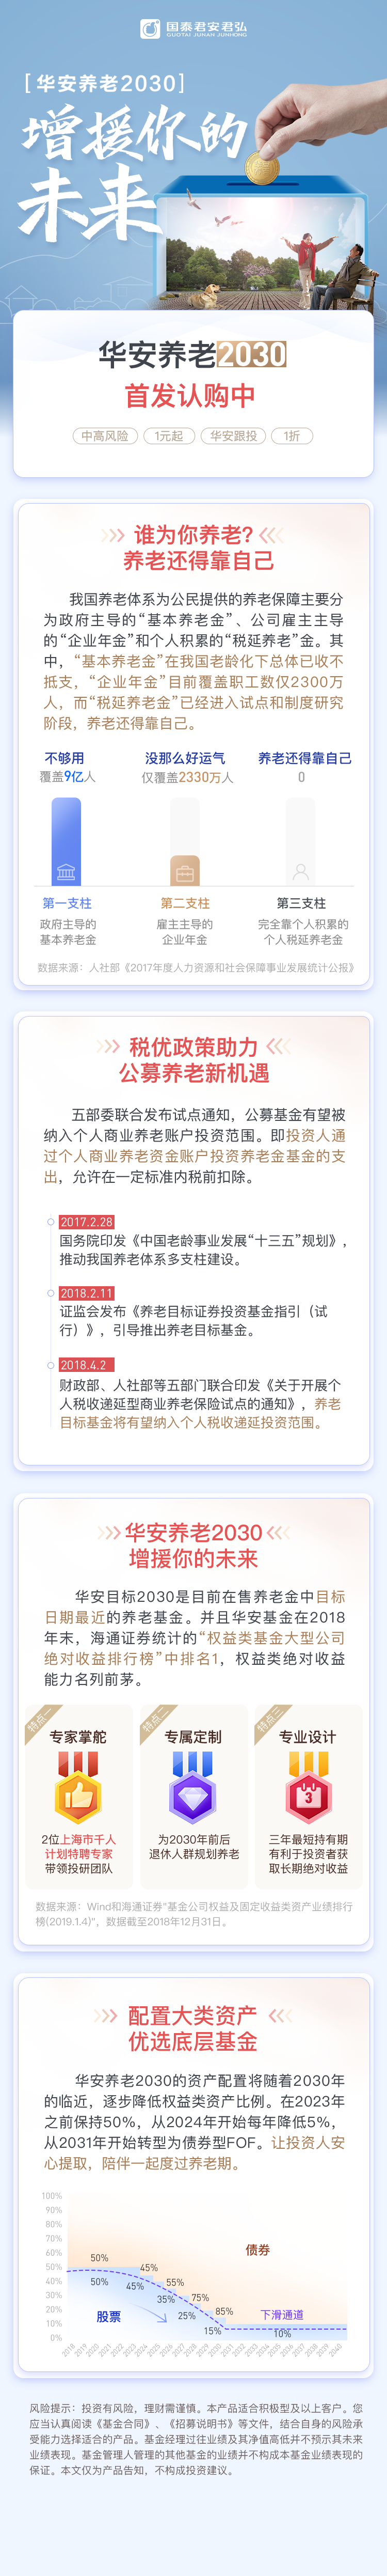 国泰君安君弘
GUOTAI JUNAN JUNHONG
[华安养老2030]
增援你的
未来
华安养老2030
首发认购中
中高风险 1元起 华安跟投 1折
谁为你养老?
养老还得靠自己
我国养老体系为公民提供的养老保障主要分
为政府主导的“基本养老金”、公司雇主主导
的“企业年金”和个人积累的“税延养老”金。其
中，“基本养老金”在我国老龄化下总体已收不
抵支，“企业年金”目前覆盖职工数仅2300万
人，而“税延养老金”已经进入试点和制度研究
阶段，养老还得靠自己。
不够用 没那么好运气 养老还得靠自己
覆盖9亿人 仅覆盖2330万人 0
第一支柱 第二支柱 第三支柱
政府主导的 雇主主导的 完全靠个人积累的
基本养老金 企业年金 个人税延养老金
数据来源：人社部《2017年度人力资源和社会保障事业发展统计公报》
税优政策助力
公募养老新机遇
五部委联合发布试点通知，公募基金有望被
纳入个人商业养老账户投资范围。即投资人通
过个人商业养老资金账户投资养老金基金的支
出，允许在一定标准内税前扣除。
2017.2.28
国务院印发《中国老龄事业发展“十三五”规划》，
推动我国养老体系多支柱建设。
2018.2.11
证监会发布《养老目标证券投资基金指引（试
行）》，引导推出养老目标基金。
2018.4.2
财政部、人社部等五部门联合印发《关于开展个
人税收递延型商业养老保险试点的通知》，养老
目标基金将有望纳入个人税收递延投资范围。
华安养老2030
增援你的未来
华安目标2030是目前在售养老金中目标
日期最近的养老基金。并且华安基金在2018
年末，海通证券统计的“权益类基金大型公司
绝对收益排行榜”中排名1，权益类绝对收益
能力名列前茅。
特点一 特点二 特点三
专家掌舵 专属定制 专业设计
3
2位上海市千人 为2030年前后 三年最短持有期
计划特聘专家 退休人群规划养老 有利于投资者获
带领投研团队 取长期绝对收益
数据来源：Wind和海通证券“基金公司权益及固定收益类资产业绩排行
榜(2019.1.4)"，数据截至2018年12月31日。
配置大类资产
优选底层基金
华安养老2030的资产配置将随着2030年
的临近，逐步降低权益类资产比例。在2023年
之前保持50%，从2024年开始每年降低5%，
从2031年开始转型为债券型FOF。让投资人安
心提取，陪伴一起度过养老期。
100%
90%
80%
70%
60%
50%
40%
30%
20%
10%
0%
债券
50% 45% 55% 75% 85%
50% 45% 35% 25% 15% 10%
股票 下滑通道
2018 2019 2020 2021 2022 2023 2024 2025 2026 2027 2028 2029 2030 2031 2032 2033 2034 2035 2036 2037 2038 2039 2040
风险提示：投资有风险，理财需谨慎。本产品适合积极型及以上客户。您
应当认真阅读《基金合同》、《招募说明书》等文件，结合自身的风险承
受能力选择适合的产品。基金经理过往业绩及其净值高低并不预示其未来
业绩表现。基金管理人管理的其他基金的业绩并不构成本基金业绩表现的
保证。本文仅为产品告知，不构成投资建议。